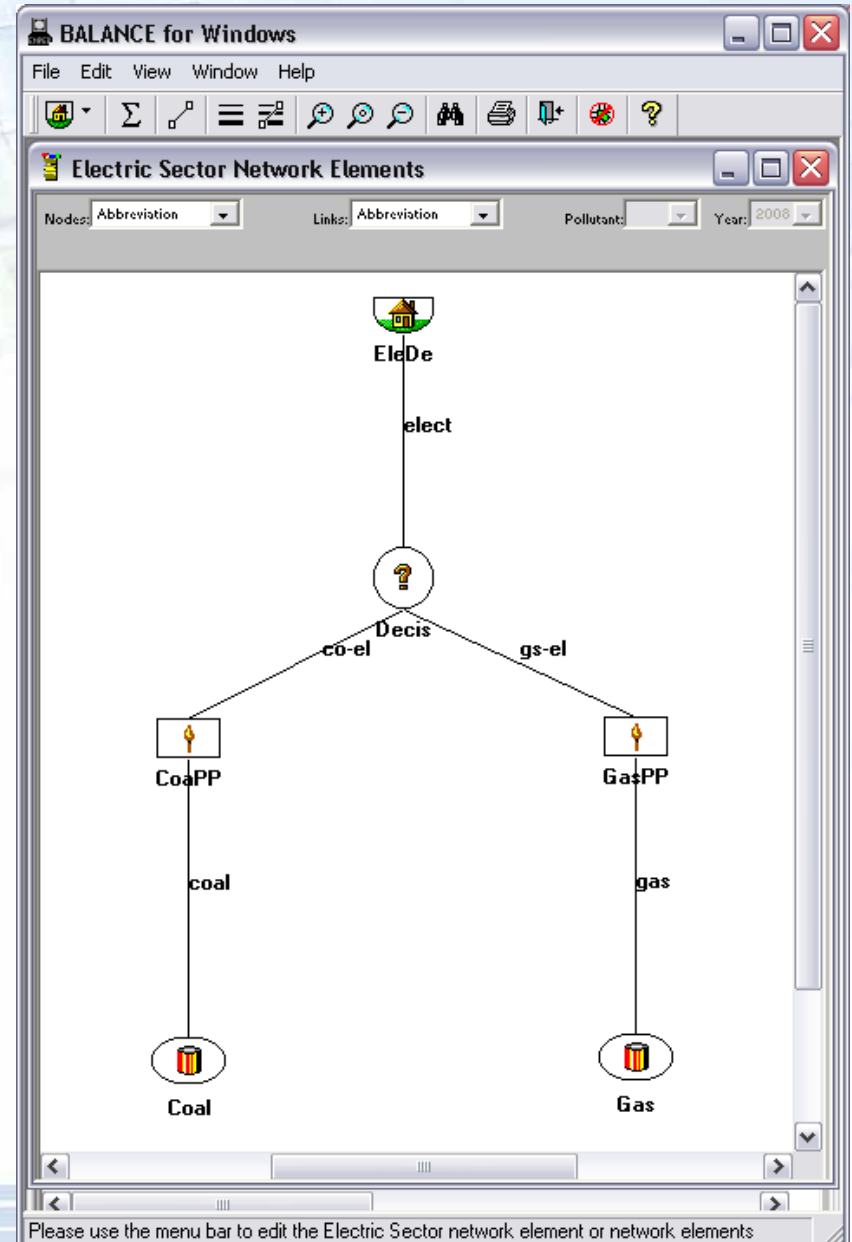 BALANCE for Windows
File Edit View Window Help
Electric Sector Network Elements
Nodes: Abbreviation Links: Abbreviation Pollutant: Year: 2008
EleDe
elect
Decis
co-el gs-el
CoaPP GasPP
coal gas
Coal Gas
Please use the menu bar to edit the Electric Sector network element or network elements